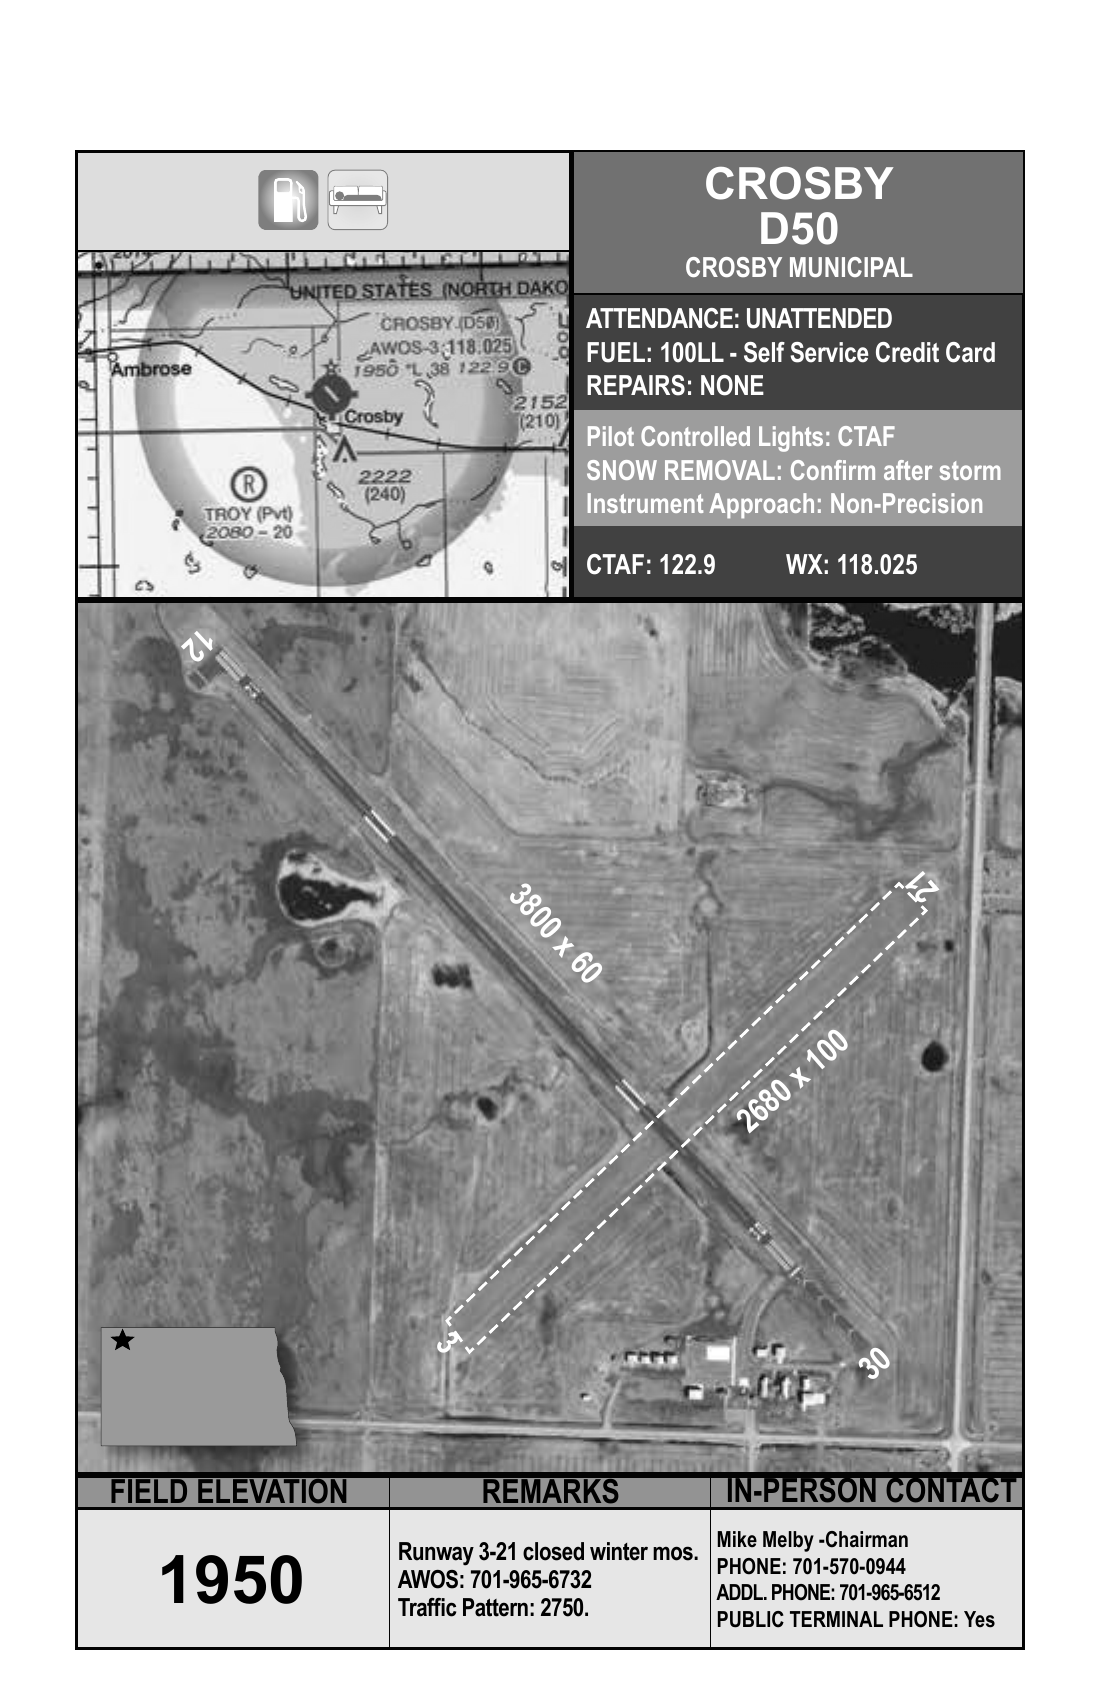 CROSBY
D50
CROSBY MUNICIPAL
UNITED STATES (NORTH DAKO
CROSBY (D50)
AWOS-3 118.025
1950 *L 38 122.9 C
Ambrose
2152
(210)
Crosby
2222
(240)
R
TROY (Pvt)
2080 - 20
ATTENDANCE: UNATTENDED
FUEL: 100LL - Self Service Credit Card
REPAIRS: NONE
Pilot Controlled Lights: CTAF
SNOW REMOVAL: Confirm after storm
Instrument Approach: Non-Precision
CTAF: 122.9 WX: 118.025
12
3800 x 60
21
2680 x 100
3
30
FIELD ELEVATION
1950
REMARKS
Runway 3-21 closed winter mos.
AWOS: 701-965-6732
Traffic Pattern: 2750.
IN-PERSON CONTACT
Mike Melby -Chairman
PHONE: 701-570-0944
ADDL. PHONE: 701-965-6512
PUBLIC TERMINAL PHONE: Yes